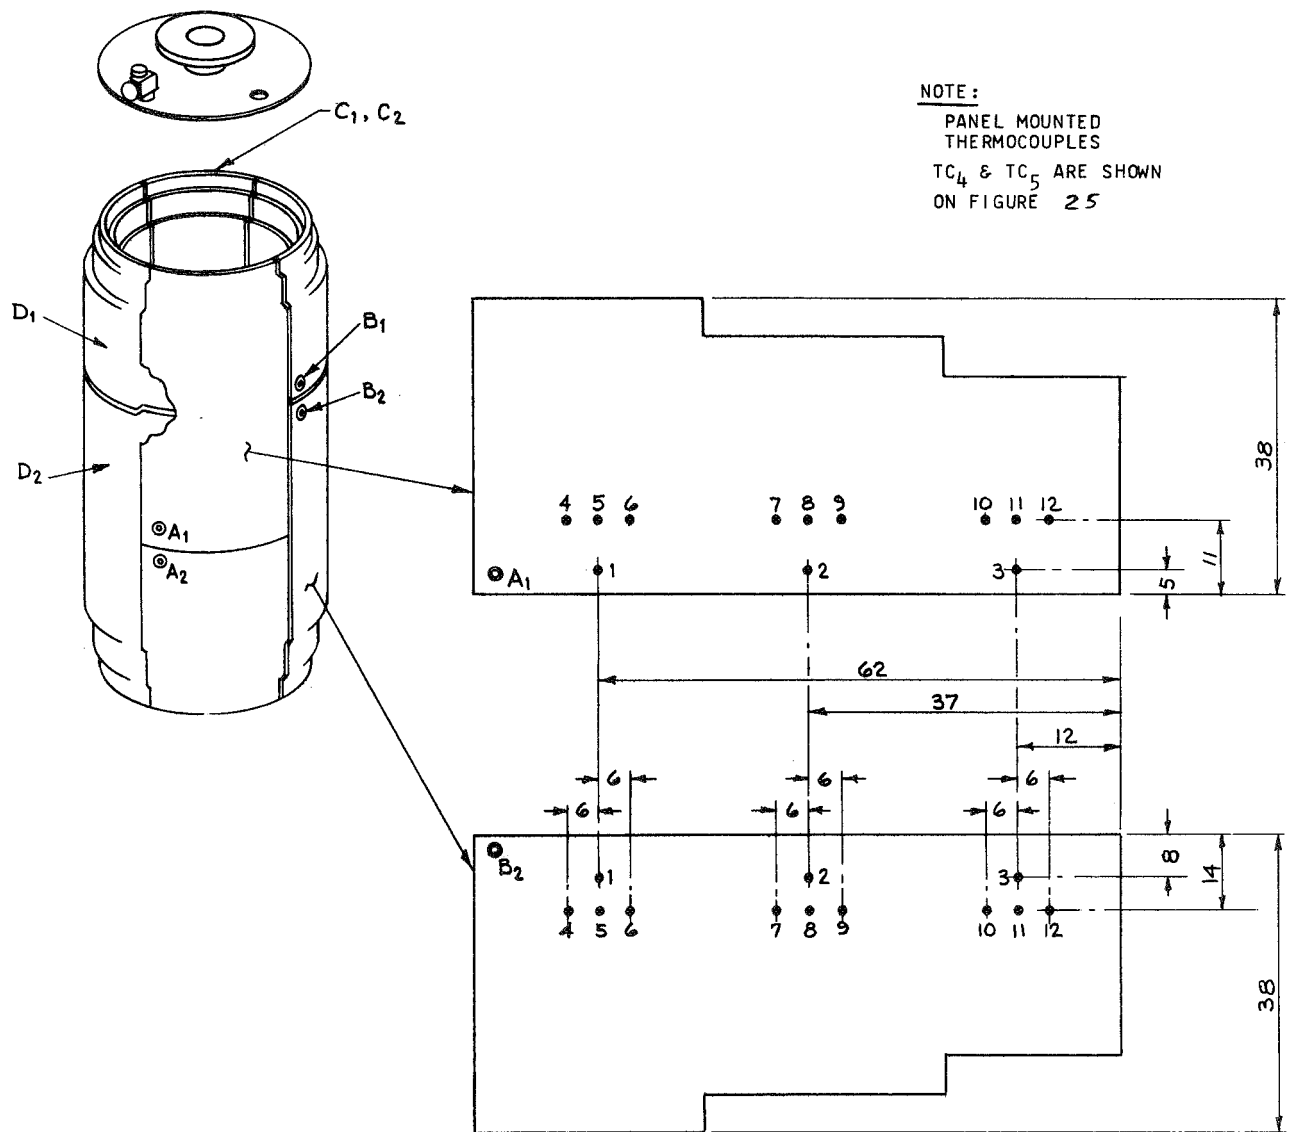 C1, C2
NOTE:
PANEL MOUNTED
THERMOCOUPLES
TC4 & TC5 ARE SHOWN
ON FIGURE 25
D1
B1
B2
D2
A1
A2
38
4 5 6 7 8 9 10 11 12
11
A1 1 2 3
5
62
37
12
6 6 6
6 6 6
B2
1 2 3
8
14
4 5 6 7 8 9 10 11 12
38